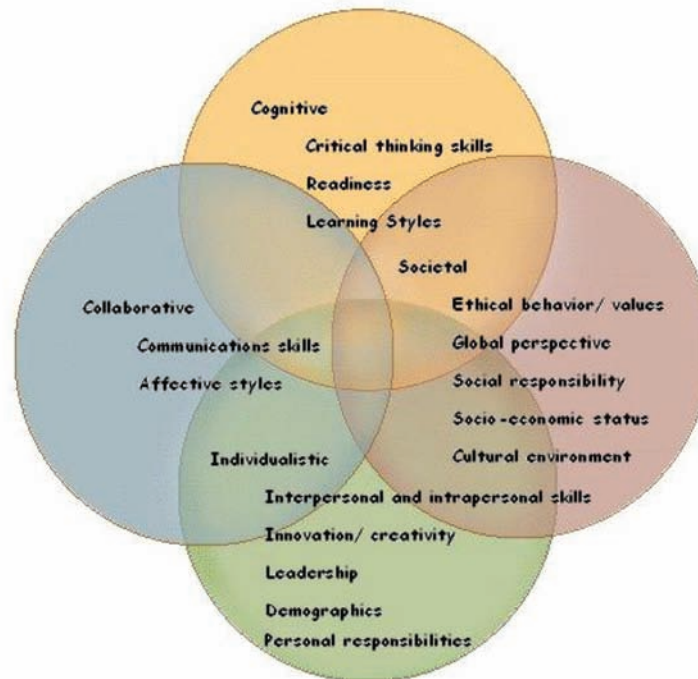 Cognitive
Critical thinking skills
Readiness
Learning Styles
Societal
Ethical behavior/ values
Global perspective
Social responsibility
Socio-economic status
Cultural environment
Collaborative
Communications skills
Affective styles
Individualistic
Interpersonal and intrapersonal skills
Innovation/ creativity
Leadership
Demographics
Personal responsibilities